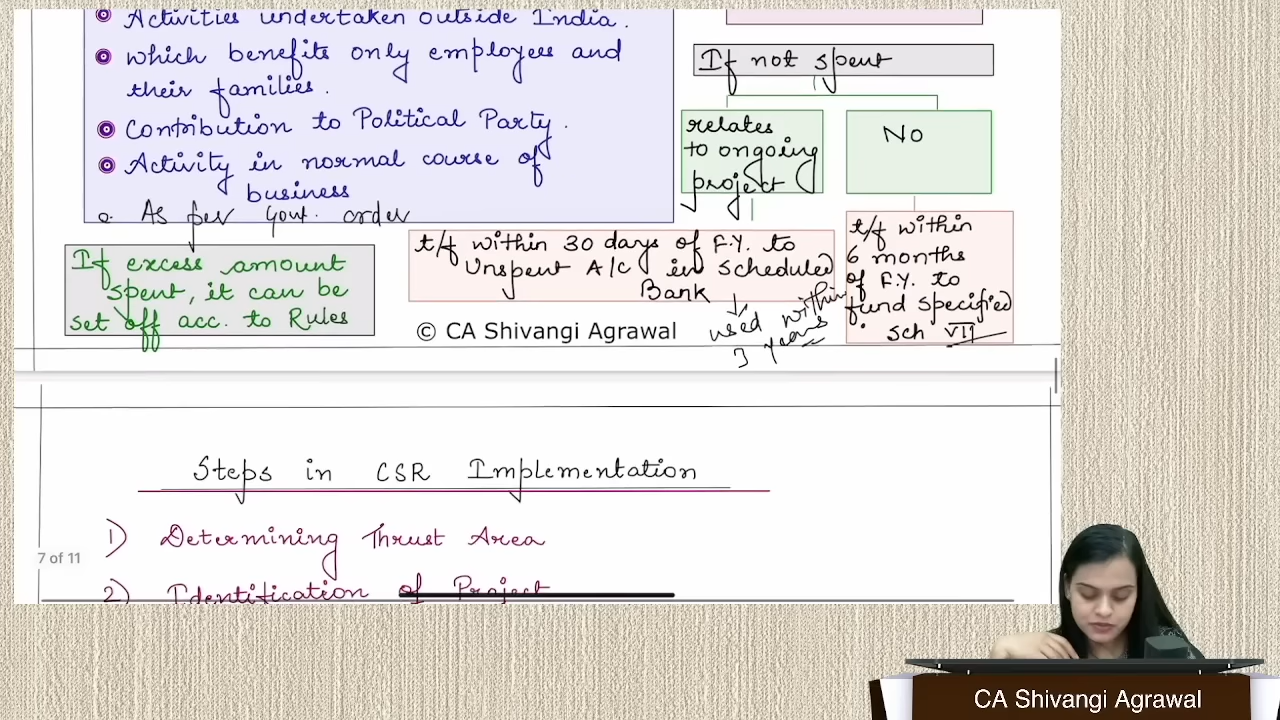 Activities undertaken outside India.
which benefits only employees and
their families.
Contribution to Political Party.
Activity in normal course of
business
As per Govt. order
If excess amount
spent, it can be
set off acc. to Rules
If not spent
relates
to ongoing
project
No
t/f within 30 days of F.Y. to
Unspent A/C in Scheduled
Bank
used within
3 years
t/f within
6 months
of F.Y. to
fund specified
Sch VII
© CA Shivangi Agrawal
Steps in CSR Implementation
1) Determining Thrust Area
7 of 11
2) Identification of Project
CA Shivangi Agrawal